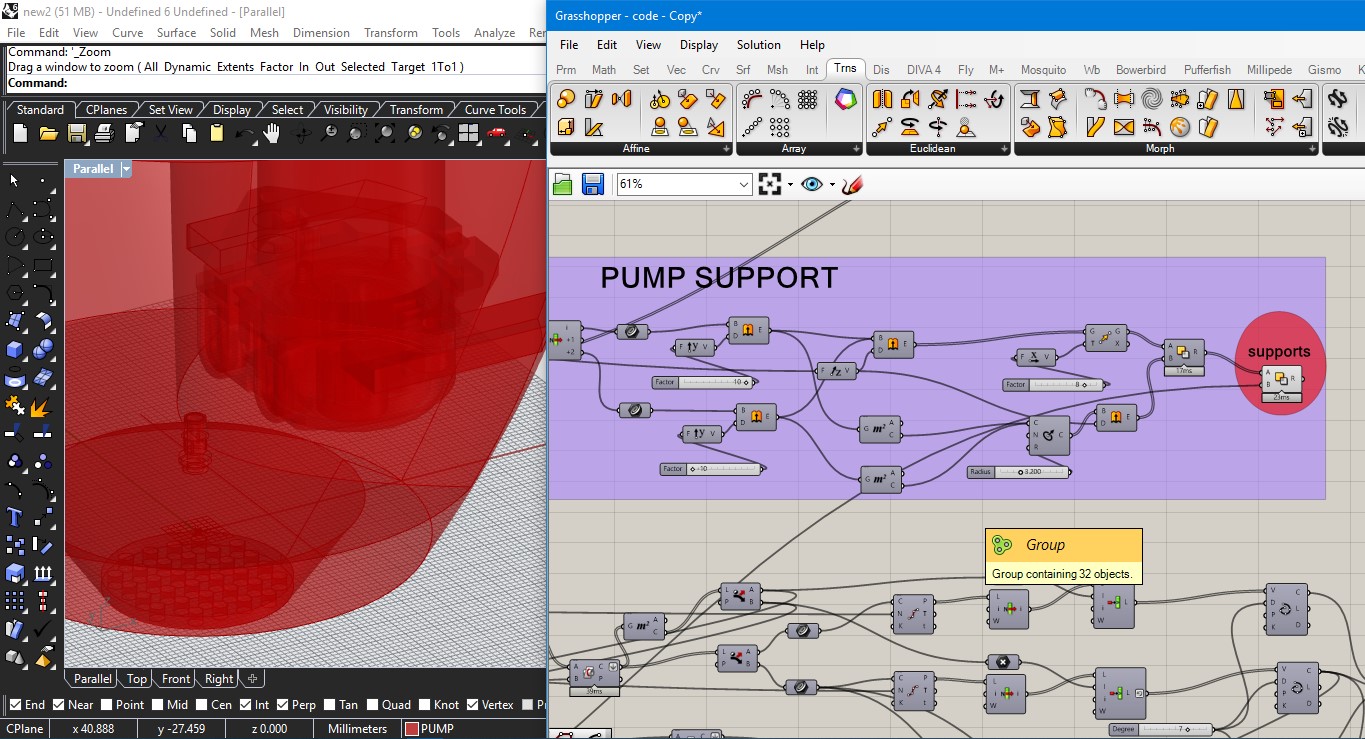 new2 (51 MB) - Undefined 6 Undefined - [Parallel]
File Edit View Curve Surface Solid Mesh Dimension Transform Tools Analyze
Command: '_Zoom
Drag a window to zoom ( All Dynamic Extents Factor In Out Selected Target 1To1 )
Command:
Standard CPlanes Set View Display Select Visibility Transform Curve Tools
Parallel
Parallel Top Front Right
End Near Point Mid Cen Int Perp Tan Quad Knot Vertex
CPlane x 40.888 y -27.459 z 0.000 Millimeters PUMP
Grasshopper - code - Copy*
File Edit View Display Solution Help
Prm Math Set Vec Crv Srf Msh Int Trns Dis DIVA 4 Fly M+ Mosquito Wb Bowerbird Pufferfish Millipede Gismo K
Affine Array Euclidean Morph
61%
PUMP SUPPORT
i
+1
+2
B
D
E
F y V
Factor 10
B
D
E
F z V
F x V
Factor 8
G
T
G
X
A
B
R
17ms
supports
A
B
R
23ms
F y V
Factor -10
B
D
E
G m² A
C
G m² A
C
C
N
R
C
Radius 3.200
B
D
E
Group
Group containing 32 objects.
L
P
A
B
G m² A
C
L
P
A
B
A
B
C
P
39ms
C
N
K
P
T
t
L
i
W
i
L
i
i
W
L
V
D
P
K
C
L
D
C
N
K
P
T
t
L
i
W
i
L
i
i
W
L
V
D
P
K
C
L
D
Degree 7